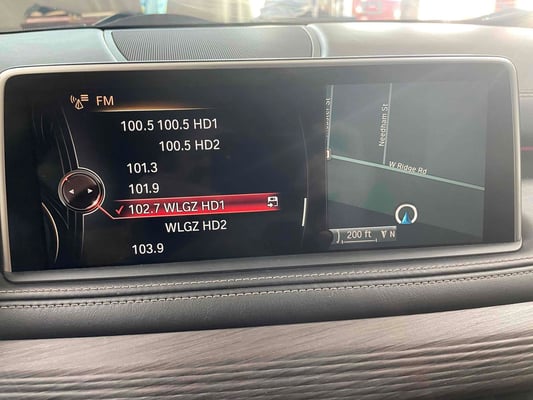 FM
100.5 100.5 HD1
100.5 HD2
101.3
101.9
102.7 WLGZ HD1
WLGZ HD2
103.9
Needham St
W Ridge Rd
200 ft
N